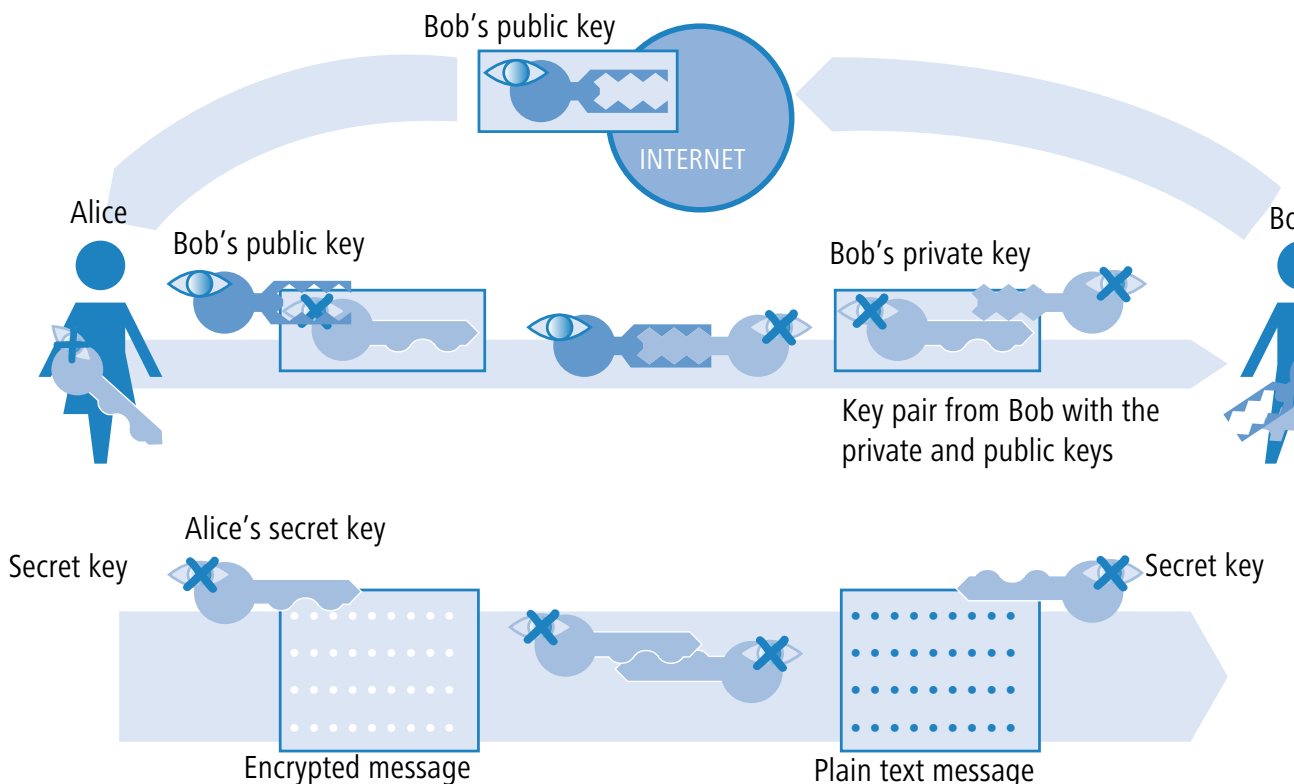 Bob's public key
INTERNET
Alice
Bob's public key
Bob's private key
Key pair from Bob with the
private and public keys
Alice's secret key
Secret key
Secret key
Encrypted message
Plain text message